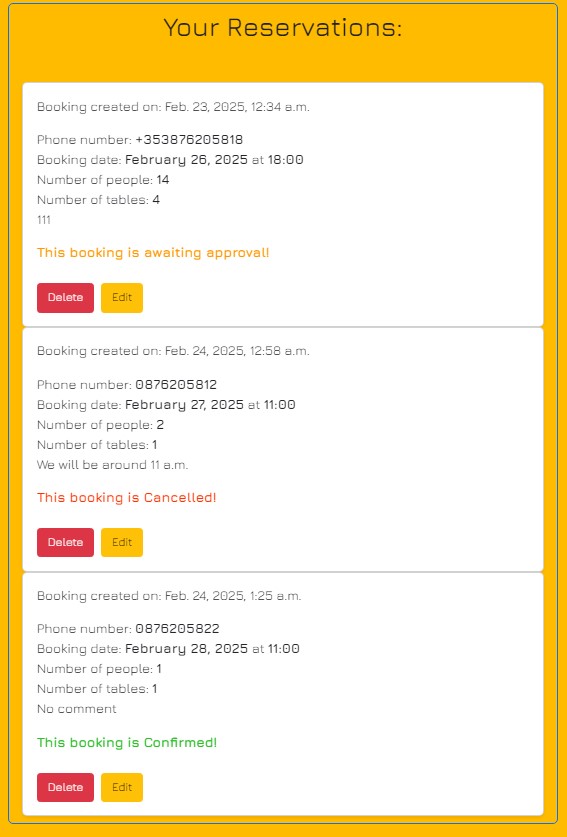 Your Reservations:
Booking created on: Feb. 23, 2025, 12:34 a.m.
Phone number: +353876205818
Booking date: February 26, 2025 at 18:00
Number of people: 14
Number of tables: 4
111
This booking is awaiting approval!
Delete Edit
Booking created on: Feb. 24, 2025, 12:58 a.m.
Phone number: 0876205812
Booking date: February 27, 2025 at 11:00
Number of people: 2
Number of tables: 1
We will be around 11 a.m.
This booking is Cancelled!
Delete Edit
Booking created on: Feb. 24, 2025, 1:25 a.m.
Phone number: 0876205822
Booking date: February 28, 2025 at 11:00
Number of people: 1
Number of tables: 1
No comment
This booking is Confirmed!
Delete Edit